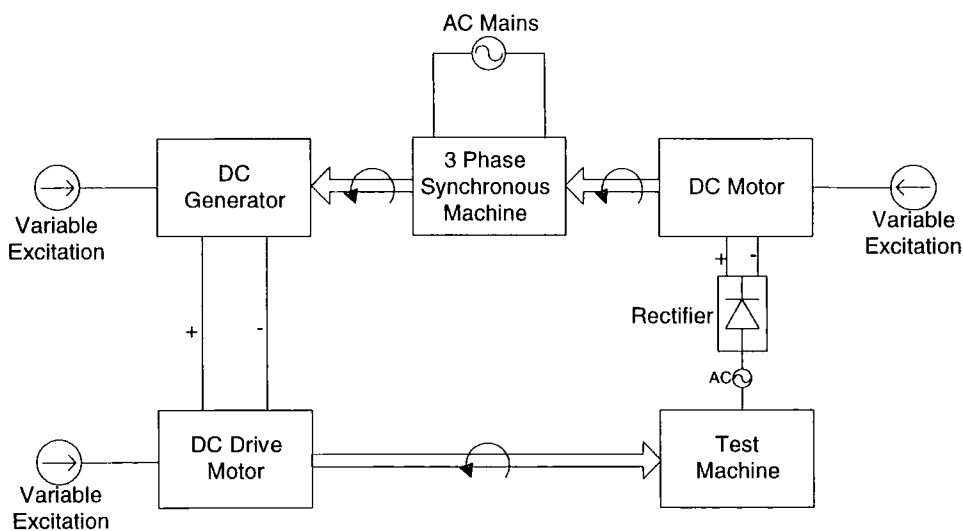 AC Mains
DC
Generator
3 Phase
Synchronous
Machine
DC Motor
Variable
Excitation
Variable
Excitation
+
-
Rectifier
+
-
AC
DC Drive
Motor
Test
Machine
Variable
Excitation